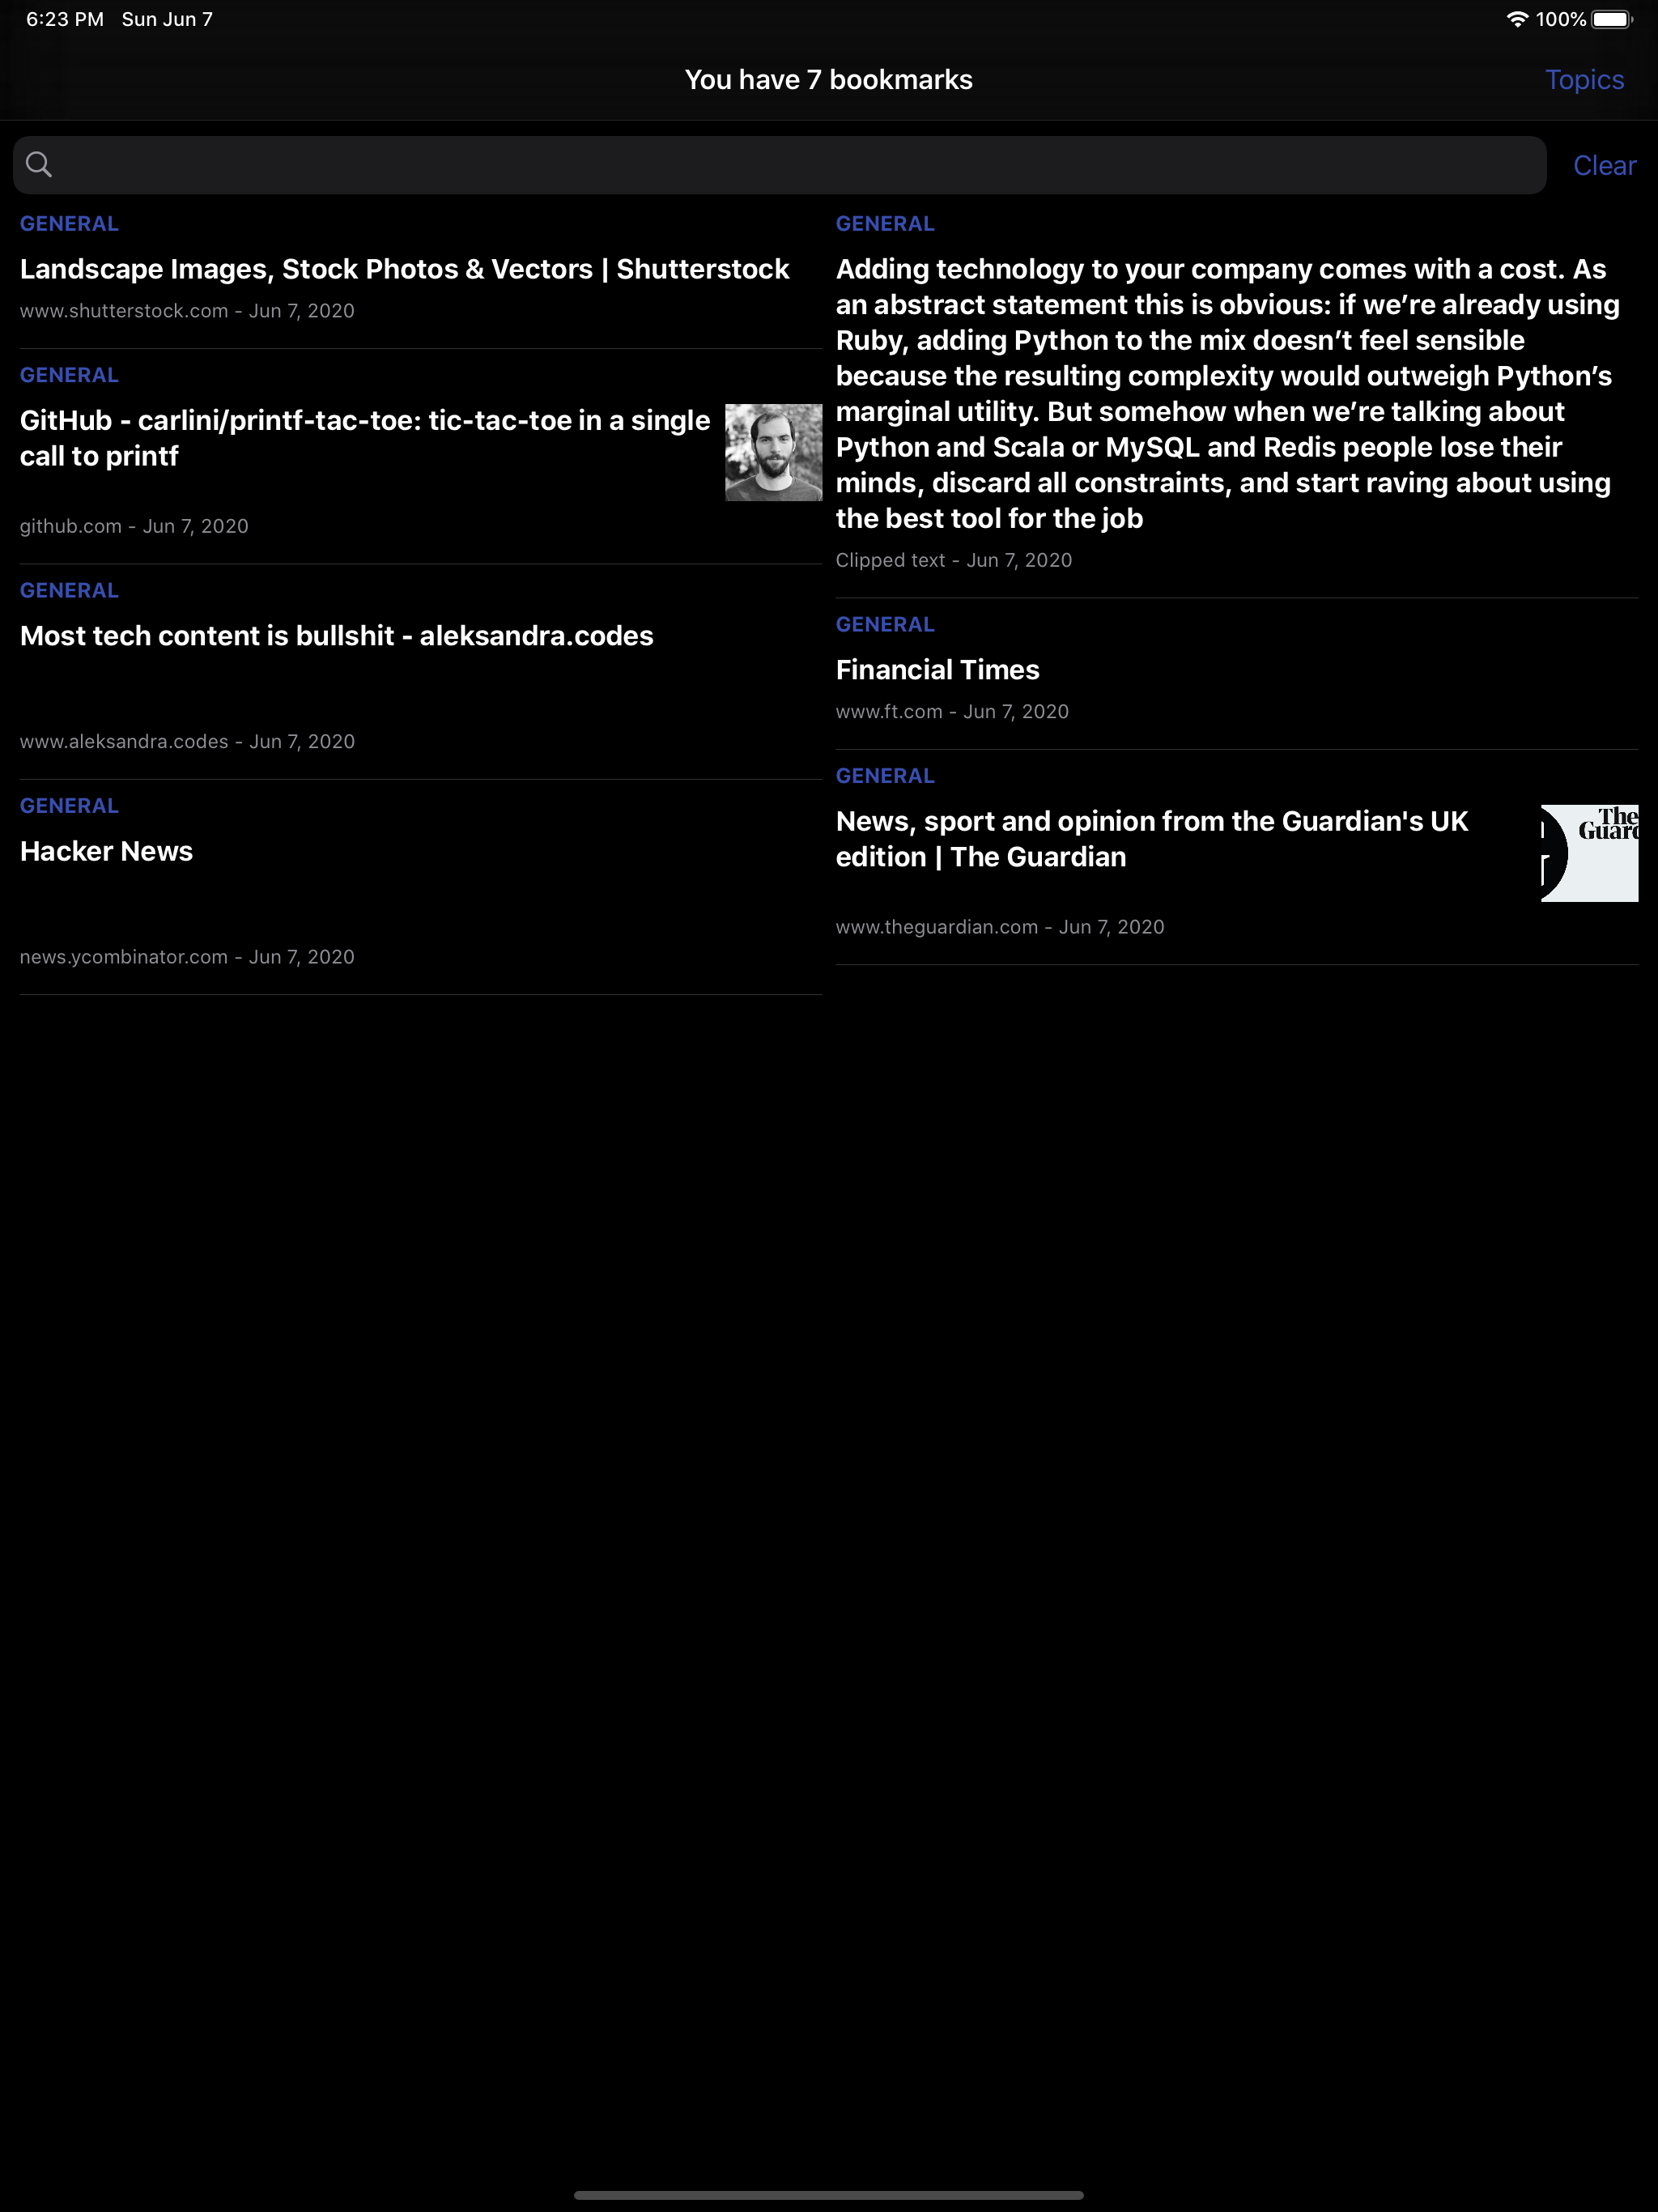 6:23 PM Sun Jun 7
100%
You have 7 bookmarks
Topics
Clear
GENERAL
Landscape Images, Stock Photos & Vectors | Shutterstock
www.shutterstock.com - Jun 7, 2020
GENERAL
GitHub - carlini/printf-tac-toe: tic-tac-toe in a single
call to printf
github.com - Jun 7, 2020
GENERAL
Most tech content is bullshit - aleksandra.codes
www.aleksandra.codes - Jun 7, 2020
GENERAL
Hacker News
news.ycombinator.com - Jun 7, 2020
GENERAL
Adding technology to your company comes with a cost. As
an abstract statement this is obvious: if we’re already using
Ruby, adding Python to the mix doesn’t feel sensible
because the resulting complexity would outweigh Python’s
marginal utility. But somehow when we’re talking about
Python and Scala or MySQL and Redis people lose their
minds, discard all constraints, and start raving about using
the best tool for the job
Clipped text - Jun 7, 2020
GENERAL
Financial Times
www.ft.com - Jun 7, 2020
GENERAL
News, sport and opinion from the Guardian's UK
edition | The Guardian
The
Guard
www.theguardian.com - Jun 7, 2020